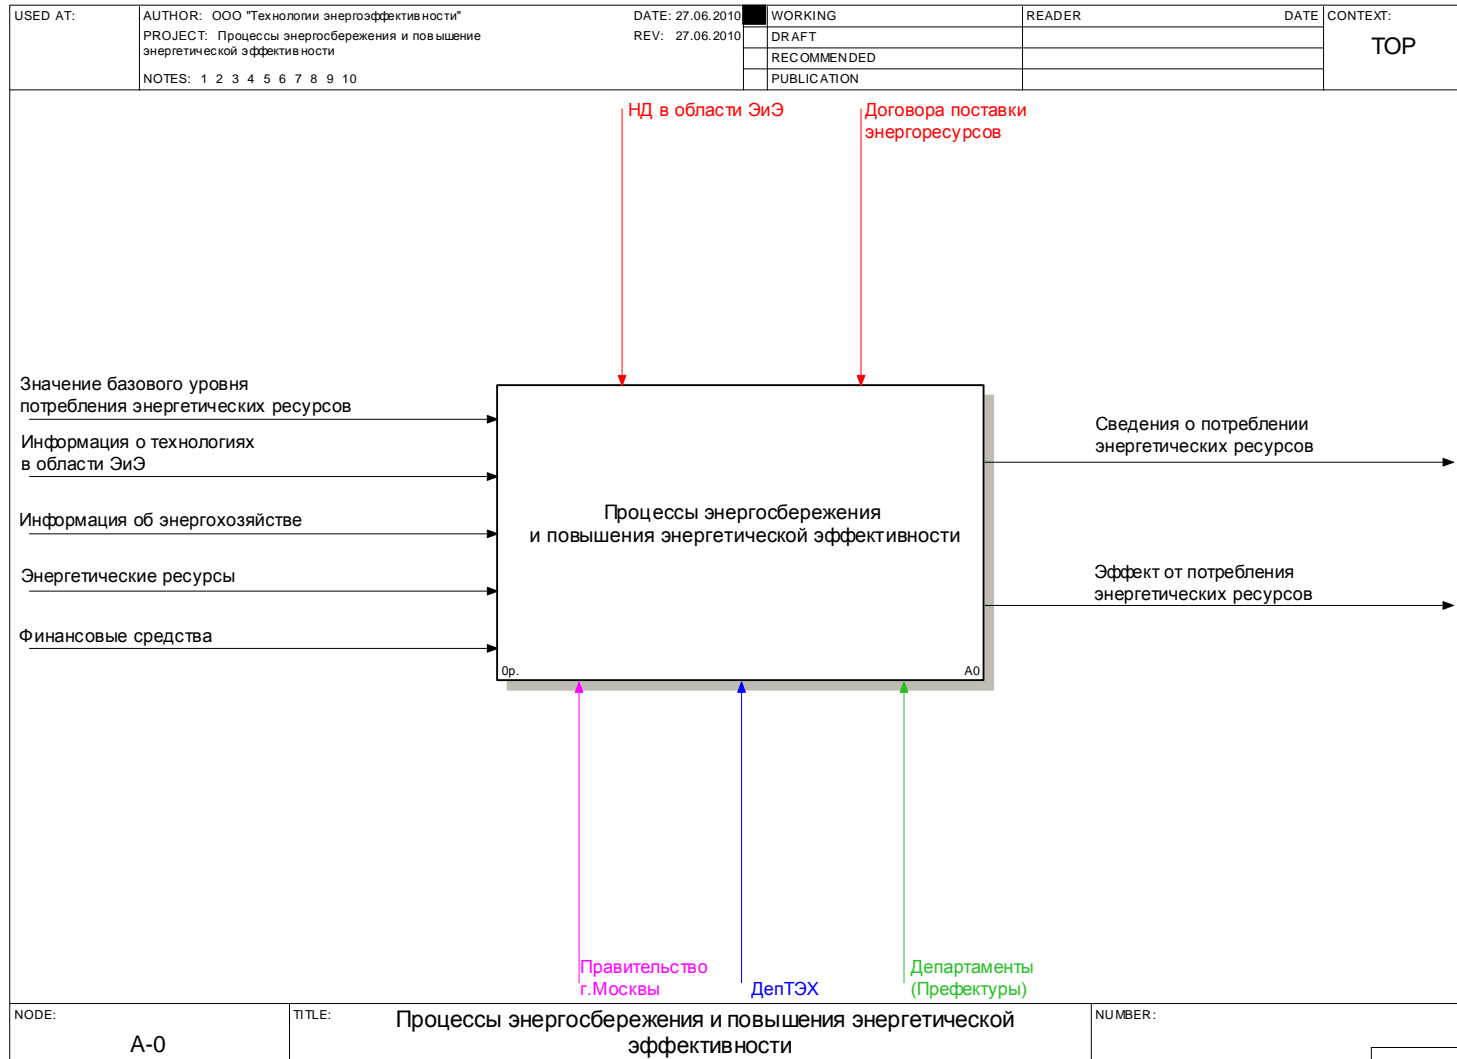 USED AT:
AUTHOR: ООО "Технологии энергоэффективности"
DATE: 27.06.2010
PROJECT: Процессы энергосбережения и повышение
энергетической эффективности
REV: 27.06.2010
NOTES: 1 2 3 4 5 6 7 8 9 10
WORKING
DRAFT
RECOMMENDED
PUBLICATION
READER
DATE
CONTEXT:
TOP
НД в области ЭиЭ
Договора поставки
энергоресурсов
Значение базового уровня
потребления энергетических ресурсов
Информация о технологиях
в области ЭиЭ
Информация об энергохозяйстве
Энергетические ресурсы
Финансовые средства
Процессы энергосбережения
и повышения энергетической эффективности
0р.
A0
Сведения о потреблении
энергетических ресурсов
Эффект от потребления
энергетических ресурсов
Правительство
г.Москвы
ДепТЭХ
Департаменты
(Префектуры)
NODE:
A-0
TITLE:
Процессы энергосбережения и повышения энергетической
эффективности
NUMBER: